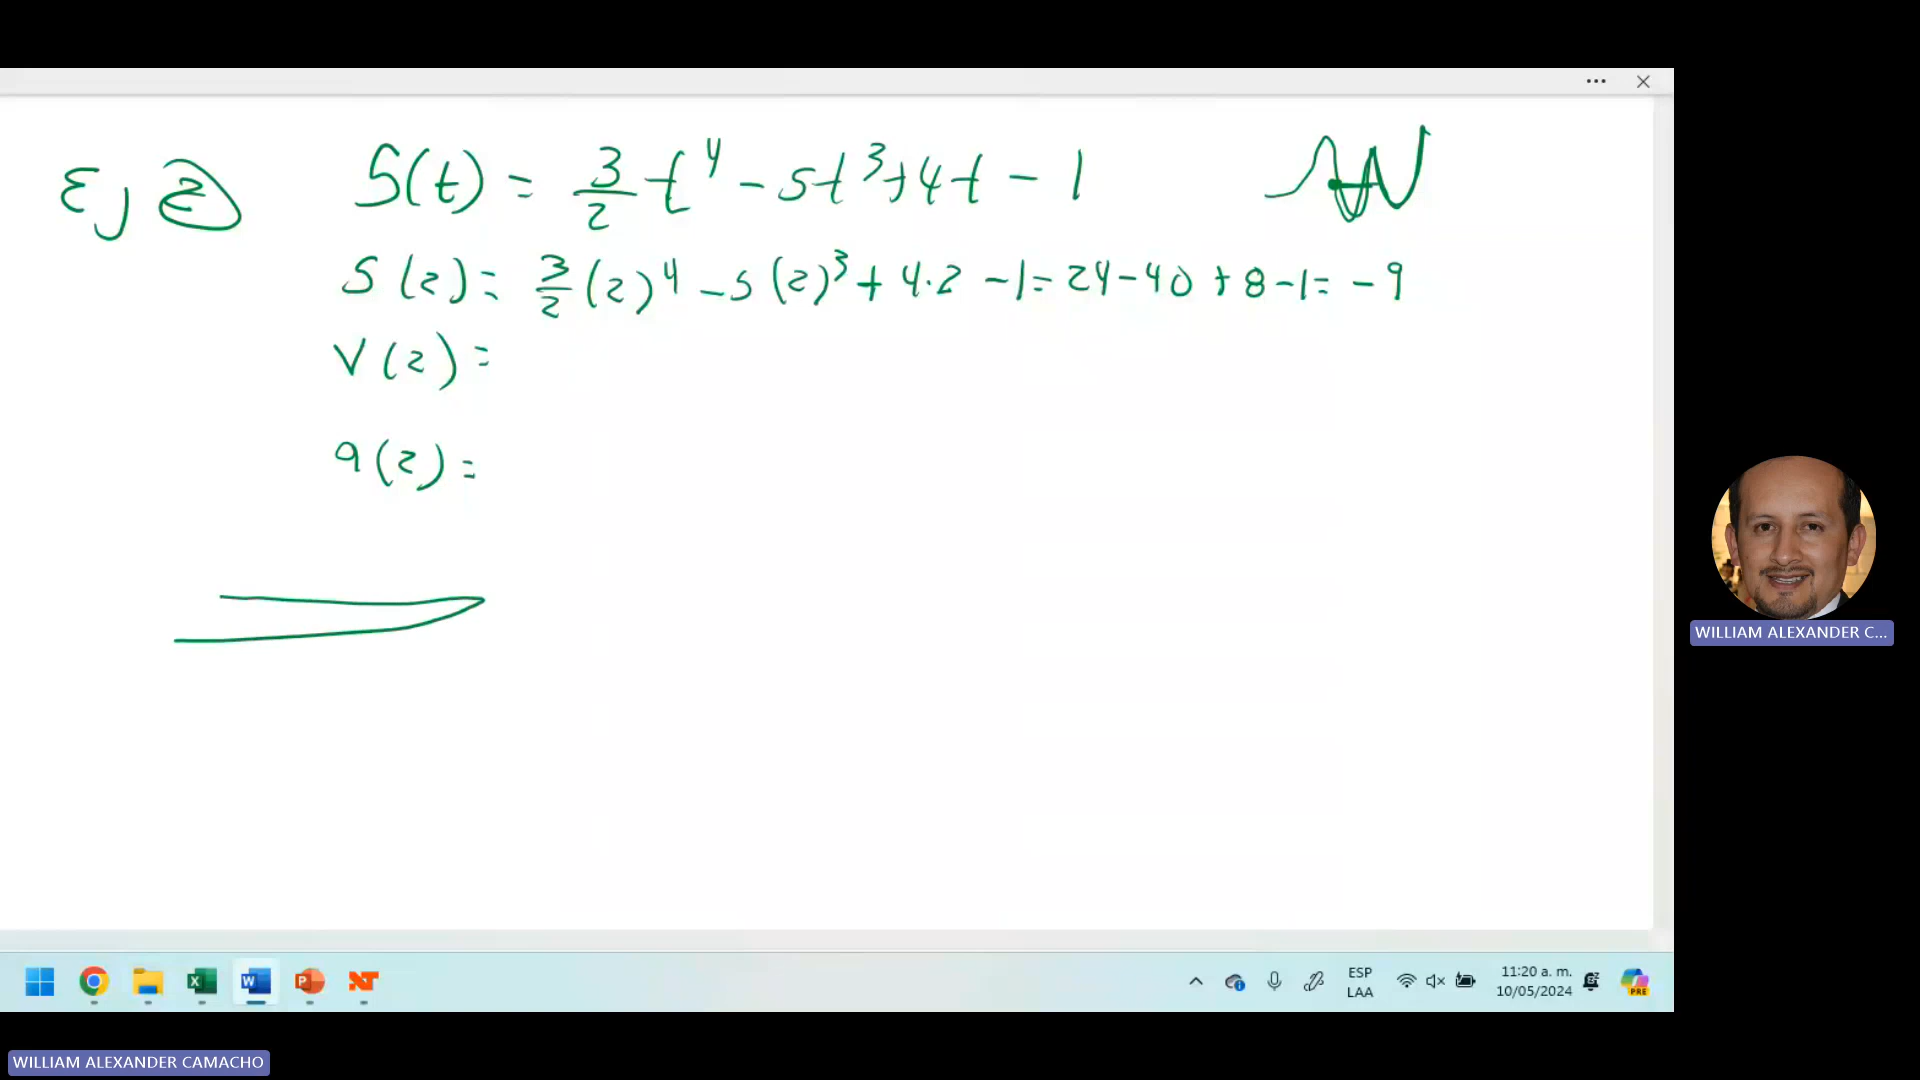 Ej 2 S(t) = 3/2 t⁴ - 5t³ + 4t - 1
S(2) = 3/2 (2)⁴ - 5(2)³ + 4·2 - 1 = 24 - 40 + 8 - 1 = -9
V(2) =
a(2) =
WILLIAM ALEXANDER C...
ESP
LAA
11:20 a. m.
10/05/2024
PRE
WILLIAM ALEXANDER CAMACHO